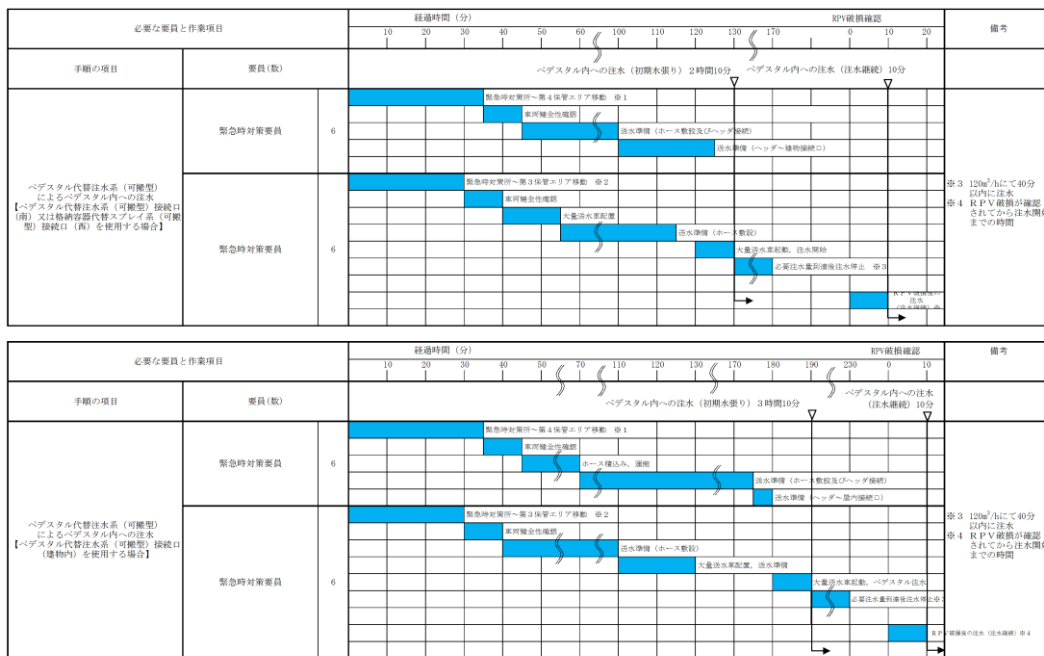 必要な要員と作業項目
経過時間（分）
RPV破損確認
備考
10 20 30 40 50 60 100 110 120 130 170 0 10 20
手順の項目
要員(数)
ペデスタル内への注水（初期水張り）２時間10分
ペデスタル内への注水（注水継続）10分
ペデスタル代替注水系（可搬型）
によるペデスタル内への注水
【ペデスタル代替注水系（可搬型）接続口
（南）又は格納容器代替スプレイ系（可搬
型）接続口（西）を使用する場合】
緊急時対策要員
6
緊急時対策所～第４保管エリア移動　※１
車両健全性確認
送水準備（ホース敷設及びヘッダ接続）
送水準備（ヘッダ～建物接続口）
緊急時対策要員
6
緊急時対策所～第３保管エリア移動　※２
車両健全性確認
大量送水車配置
送水準備（ホース敷設）
大量送水車起動，注水開始
必要注水量到達後注水停止　※３
ＲＰＶ破損後の
注水
（注水継続）※
※３　120m³/hにて40分
以内に注水
※４　ＲＰＶ破損が確認
されてから注水開始
までの時間
必要な要員と作業項目
経過時間（分）
RPV破損確認
備考
10 20 30 40 50 70 110 120 130 170 180 190 230 0 10
手順の項目
要員(数)
ペデスタル内への注水（初期水張り）３時間10分
ペデスタル内への注水
（注水継続）10分
ペデスタル代替注水系（可搬型）
によるペデスタル内への注水
【ペデスタル代替注水系（可搬型）接続口
（建物内）を使用する場合】
緊急時対策要員
6
緊急時対策所～第４保管エリア移動　※１
車両健全性確認
ホース積込み，運搬
送水準備（ホース敷設及びヘッダ接続）
送水準備（ヘッダ～屋内接続口）
緊急時対策要員
6
緊急時対策所～第３保管エリア移動　※２
車両健全性確認
送水準備（ホース敷設）
大量送水車配置，送水準備
大量送水車起動，ペデスタル注水
必要注水量到達後注水停止※３
ＲＰＶ破損後の注水（注水継続）※４
※３　120m³/hにて40分
以内に注水
※４　ＲＰＶ破損が確認
されてから注水開始
までの時間